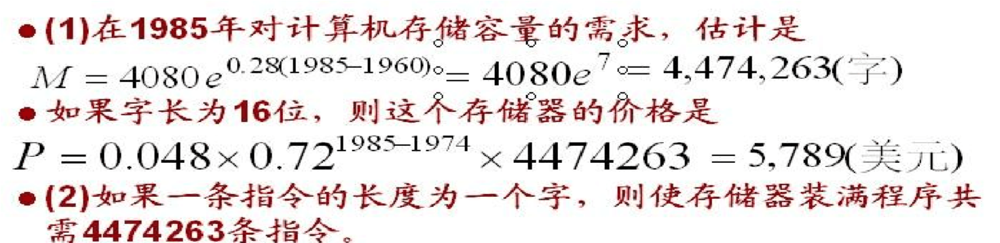 ●(1)在1985年对计算机存储容量的需求，估计是
M = 4080e^0.28(1985–1960) = 4080e^7 = 4,474,263(字)
●如果字长为16位，则这个存储器的价格是
P = 0.048×0.72^1985–1974 × 4474263 = 5,789(美元)
●(2)如果一条指令的长度为一个字，则使存储器装满程序共
需4474263条指令。